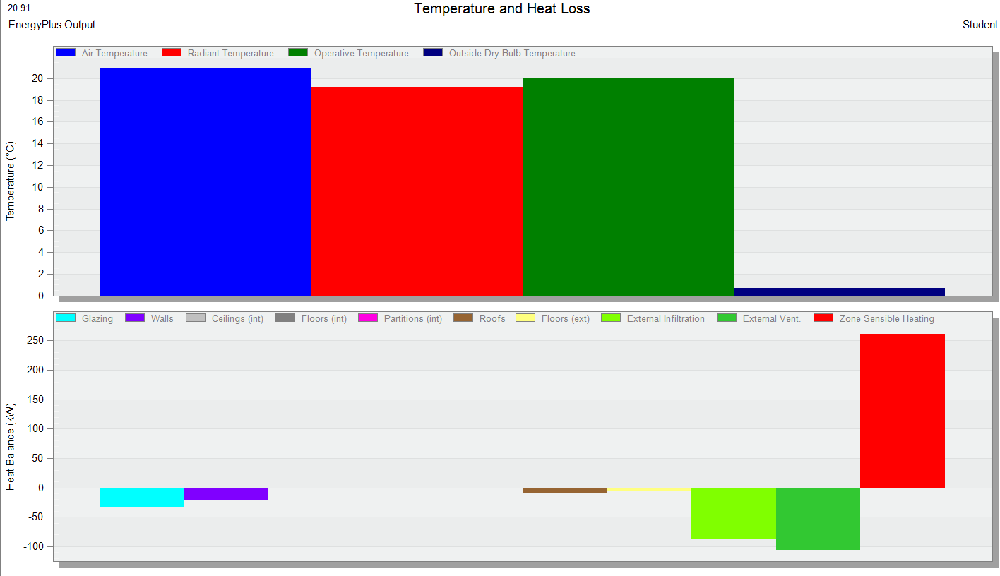 20.91
Temperature and Heat Loss
EnergyPlus Output
Student
Air Temperature Radiant Temperature Operative Temperature Outside Dry-Bulb Temperature
Temperature (°C)
20
18
16
14
12
10
8
6
4
2
0
Glazing Walls Ceilings (int) Floors (int) Partitions (int) Roofs Floors (ext) External Infiltration External Vent. Zone Sensible Heating
Heat Balance (kW)
250
200
150
100
50
0
-50
-100